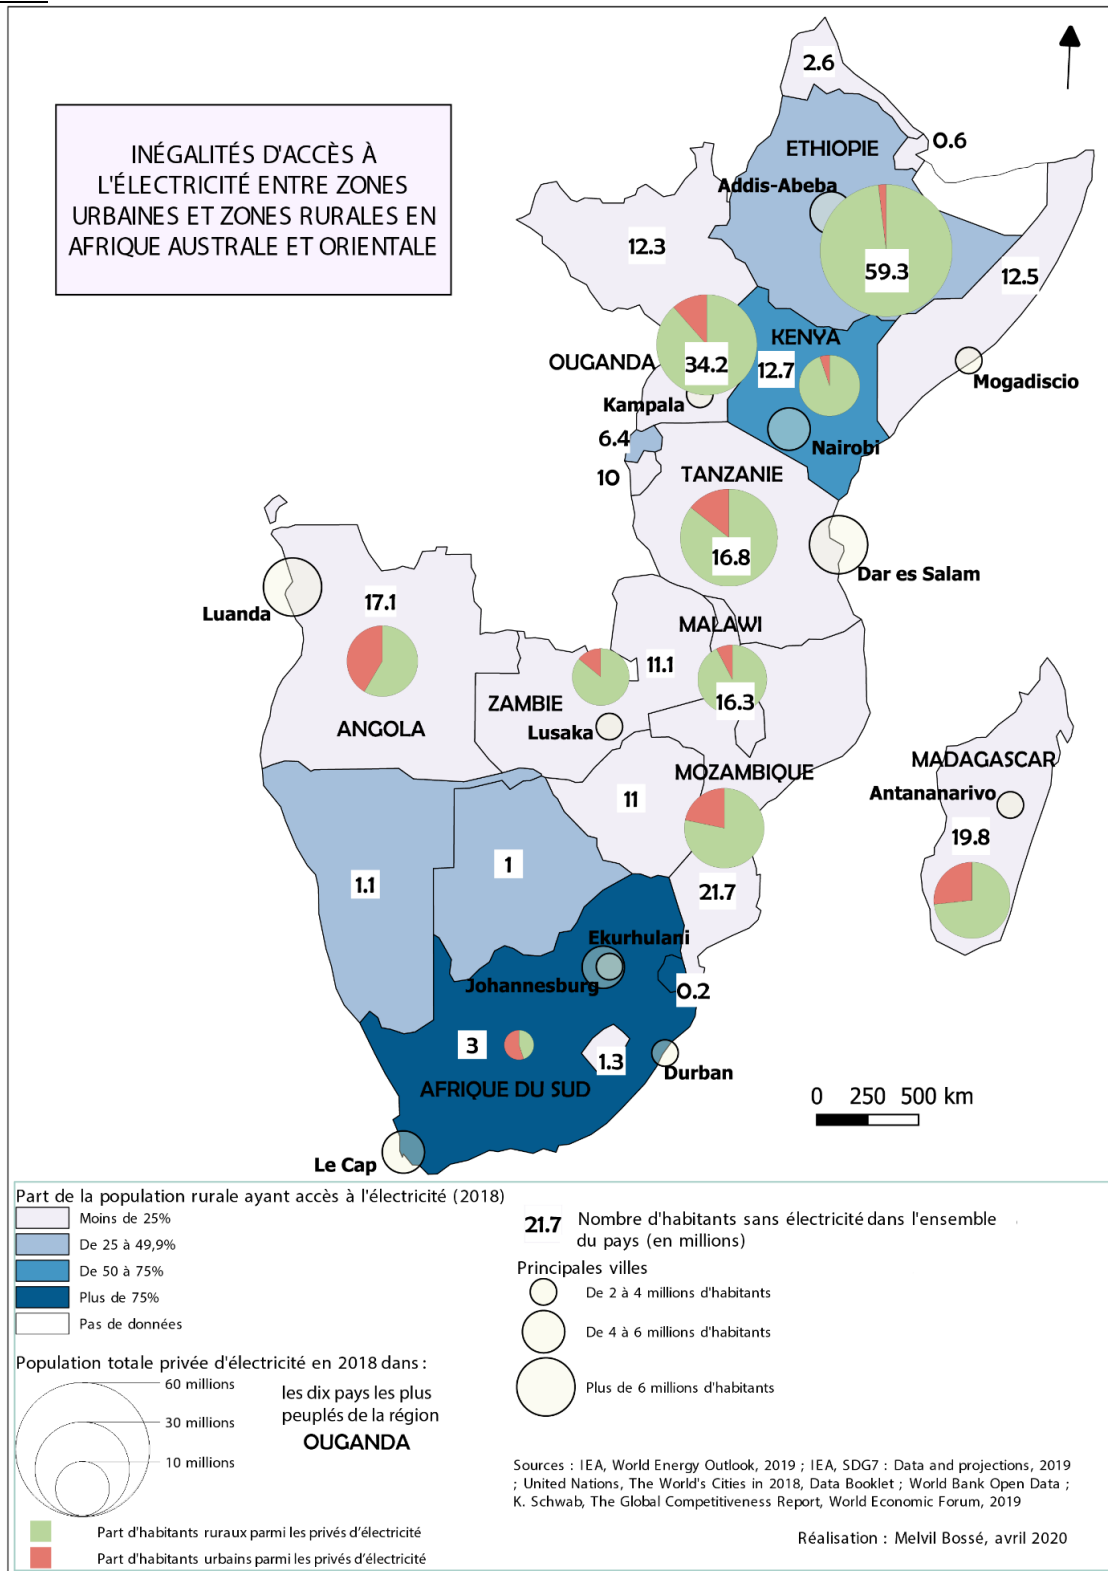 INÉGALITÉS D'ACCÈS À
L'ÉLECTRICITÉ ENTRE ZONES
URBAINES ET ZONES RURALES EN
AFRIQUE AUSTRALE ET ORIENTALE
2.6
0.6
ETHIOPIE
Addis-Abeba
59.3
12.3
12.5
OUGANDA
34.2
KENYA
12.7
Mogadiscio
Kampala
Nairobi
6.4
10
TANZANIE
16.8
Dar es Salam
Luanda
17.1
ANGOLA
MALAWI
11.1
16.3
ZAMBIE
Lusaka
MOZAMBIQUE
MADAGASCAR
Antananarivo
19.8
11
1
1.1
21.7
Ekurhulani
Johannesburg
0.2
3
1.3
AFRIQUE DU SUD
Durban
Le Cap
0 250 500 km
Part de la population rurale ayant accès à l'électricité (2018)
Moins de 25%
De 25 à 49,9%
De 50 à 75%
Plus de 75%
Pas de données
Population totale privée d'électricité en 2018 dans :
60 millions
30 millions
10 millions
les dix pays les plus
peuplés de la région
OUGANDA
Part d'habitants ruraux parmi les privés d'électricité
Part d'habitants urbains parmi les privés d'électricité
21.7 Nombre d'habitants sans électricité dans l'ensemble
du pays (en millions)
Principales villes
De 2 à 4 millions d'habitants
De 4 à 6 millions d'habitants
Plus de 6 millions d'habitants
Sources : IEA, World Energy Outlook, 2019 ; IEA, SDG7 : Data and projections, 2019
; United Nations, The World's Cities in 2018, Data Booklet ; World Bank Open Data ;
K. Schwab, The Global Competitiveness Report, World Economic Forum, 2019
Réalisation : Melvil Bossé, avril 2020